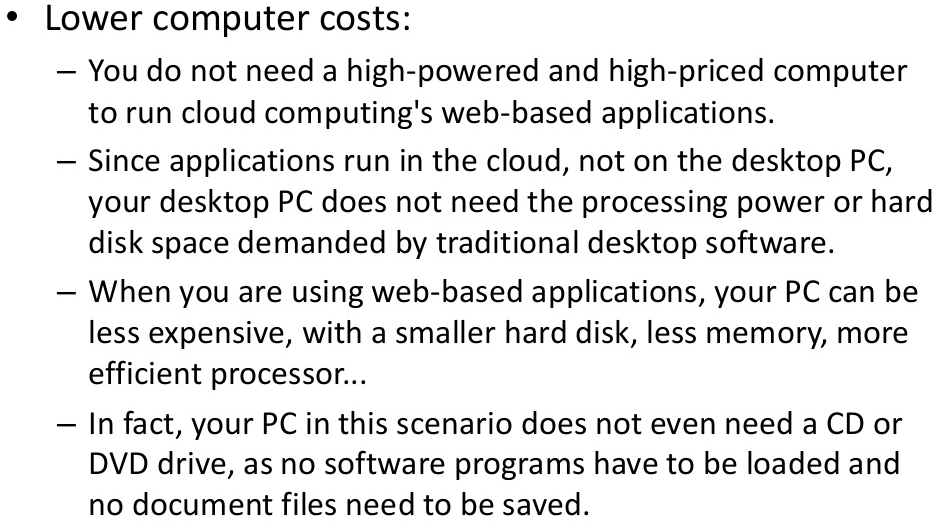 • Lower computer costs:
– You do not need a high-powered and high-priced computer
to run cloud computing's web-based applications.
– Since applications run in the cloud, not on the desktop PC,
your desktop PC does not need the processing power or hard
disk space demanded by traditional desktop software.
– When you are using web-based applications, your PC can be
less expensive, with a smaller hard disk, less memory, more
efficient processor...
– In fact, your PC in this scenario does not even need a CD or
DVD drive, as no software programs have to be loaded and
no document files need to be saved.